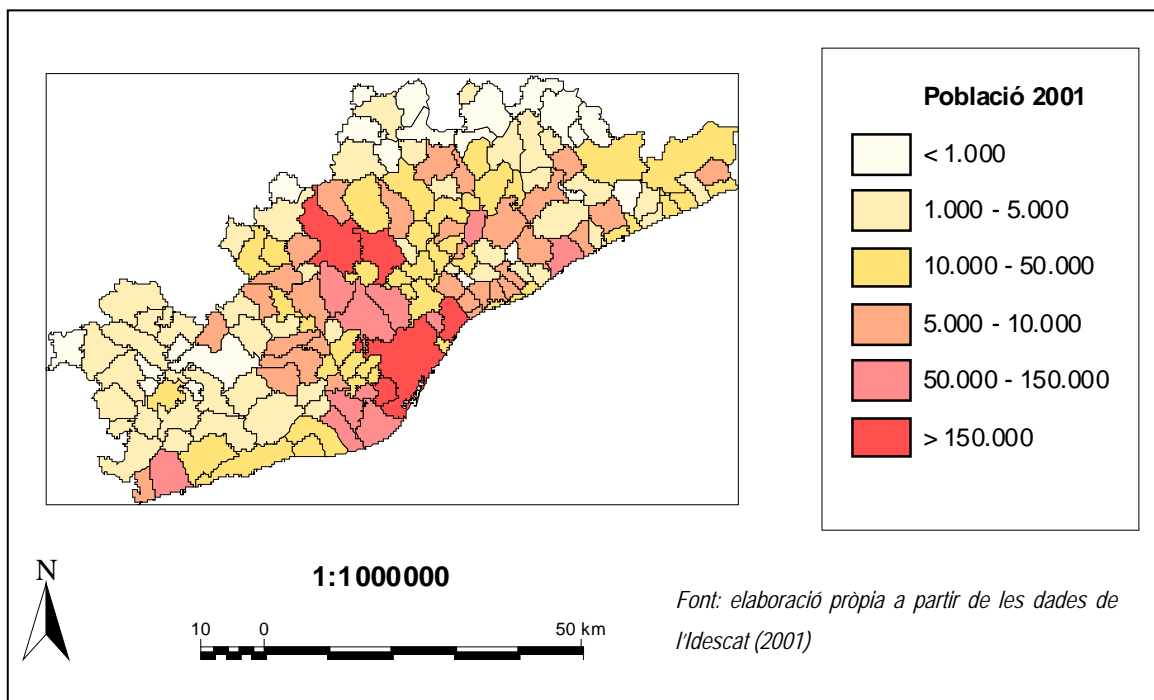 Població 2001
< 1.000
1.000 - 5.000
10.000 - 50.000
5.000 - 10.000
50.000 - 150.000
> 150.000
N
1:1000000
10 0 50 km
Font: elaboració pròpia a partir de les dades de
l'Idescat (2001)